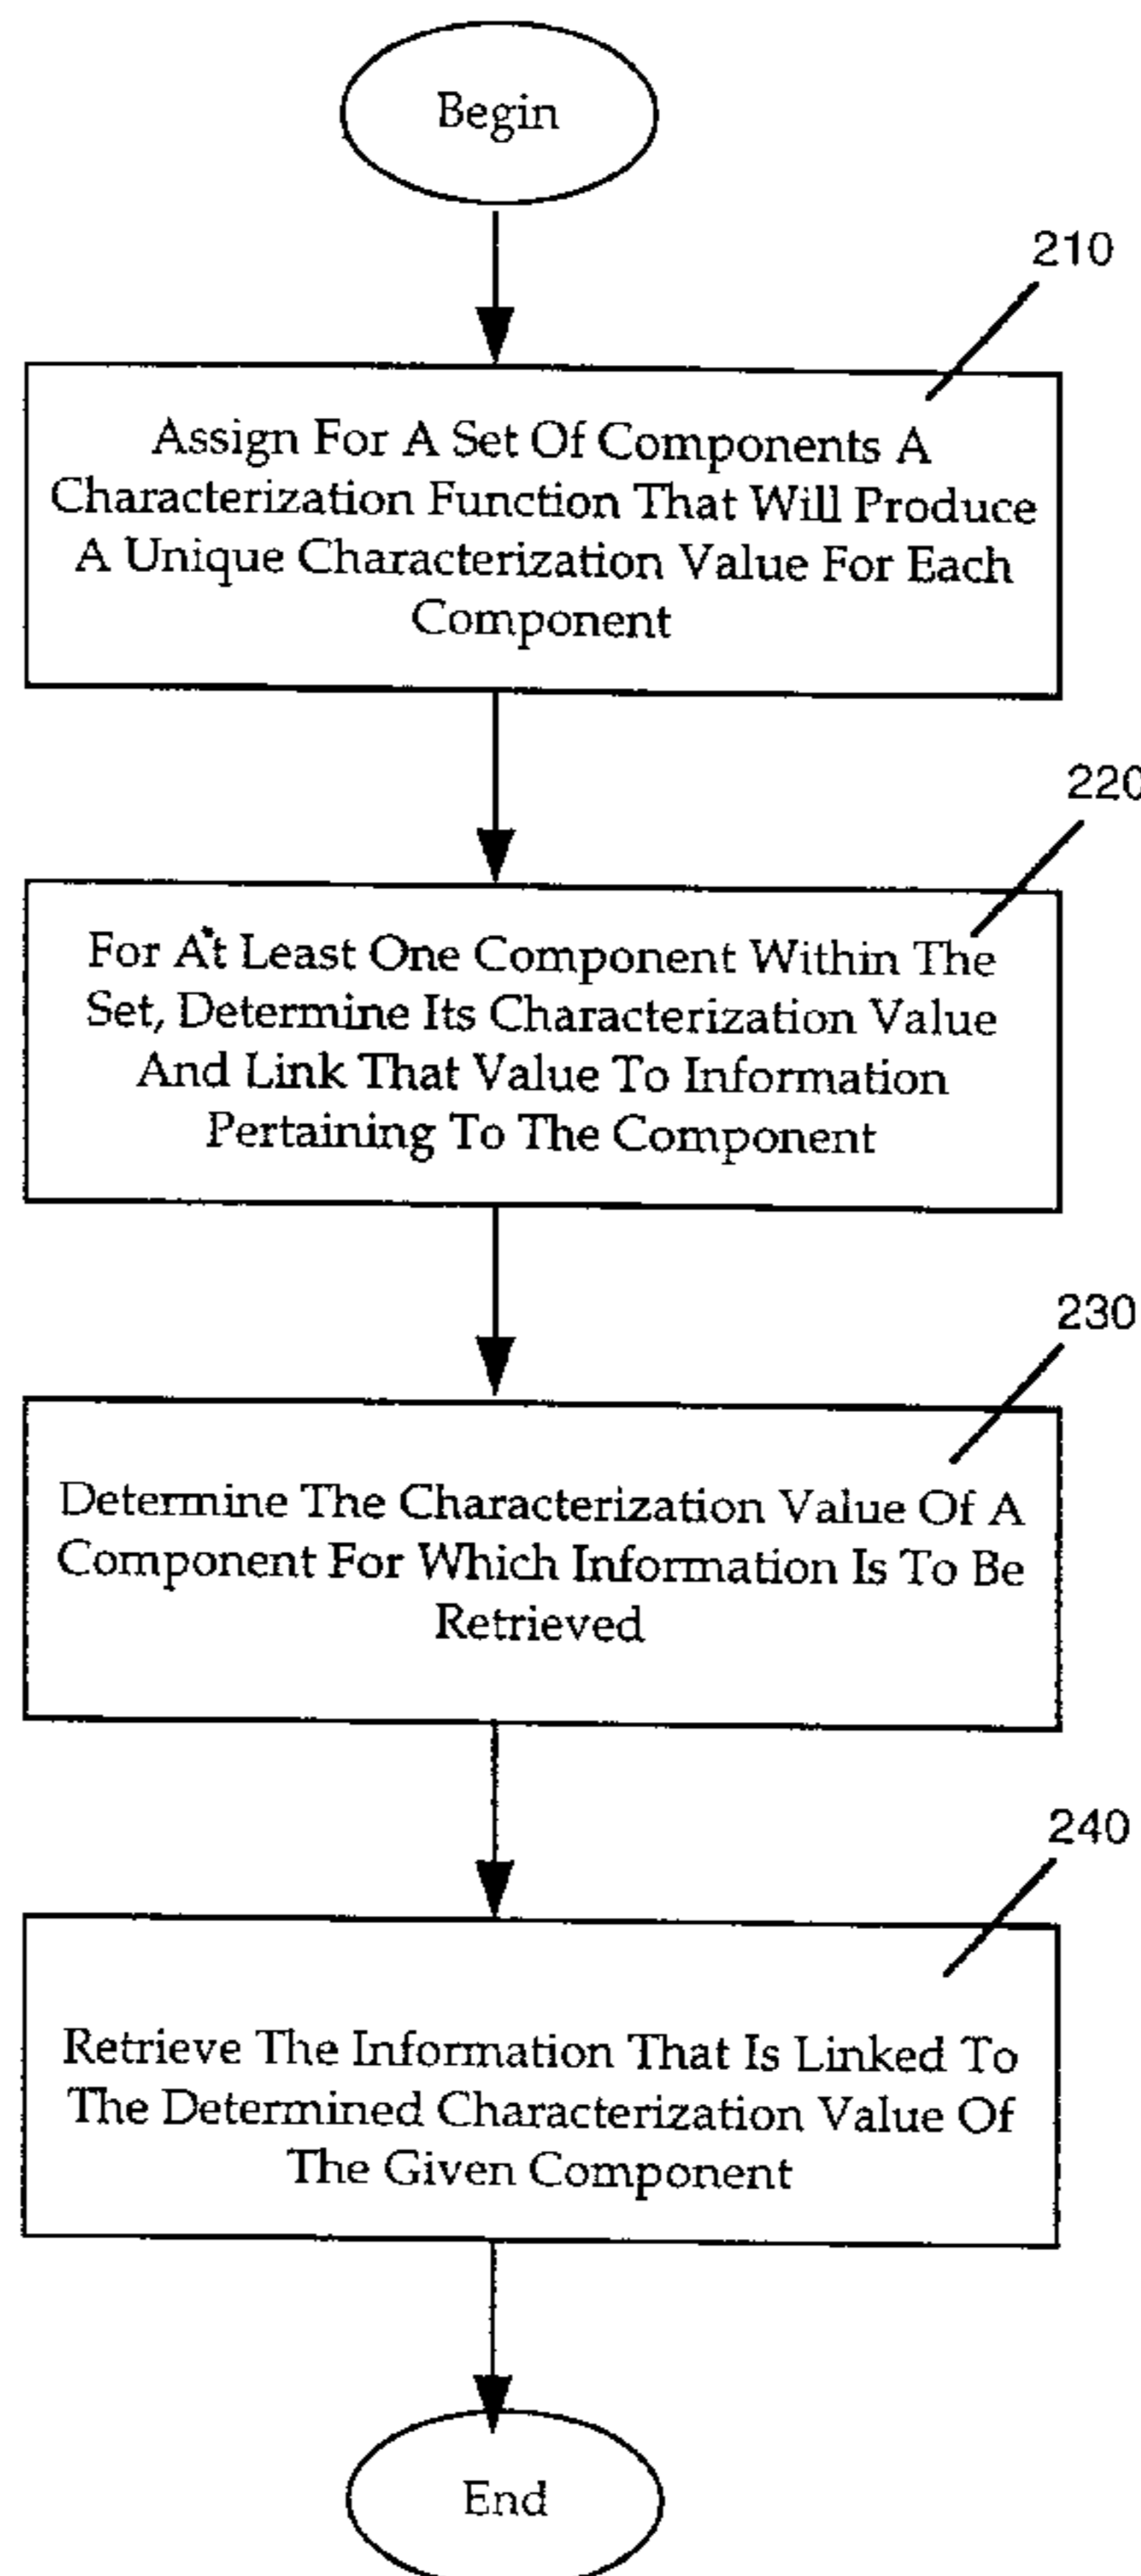 Begin
210
Assign For A Set Of Components A
Characterization Function That Will Produce
A Unique Characterization Value For Each
Component
220
For At Least One Component Within The
Set, Determine Its Characterization Value
And Link That Value To Information
Pertaining To The Component
230
Determine The Characterization Value Of A
Component For Which Information Is To Be
Retrieved
240
Retrieve The Information That Is Linked To
The Determined Characterization Value Of
The Given Component
End